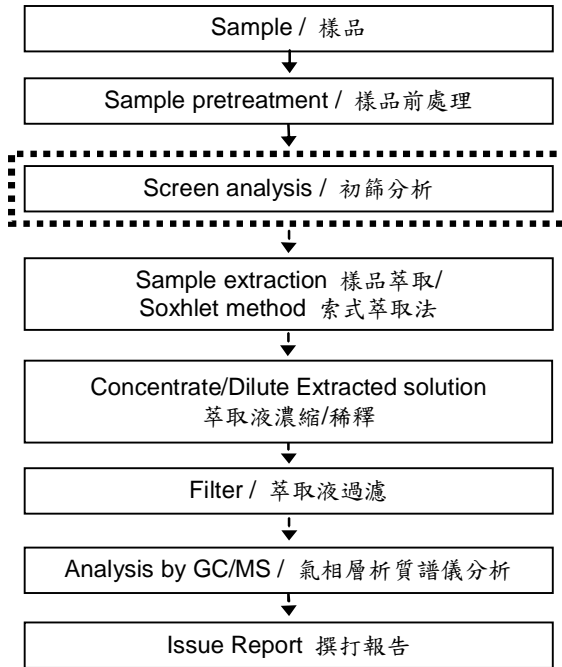 Sample / 樣品
Sample pretreatment / 樣品前處理
Screen analysis / 初篩分析
Sample extraction 樣品萃取/
Soxhlet method 索式萃取法
Concentrate/Dilute Extracted solution
萃取液濃縮/稀釋
Filter / 萃取液過濾
Analysis by GC/MS / 氣相層析質譜儀分析
Issue Report 撰打報告